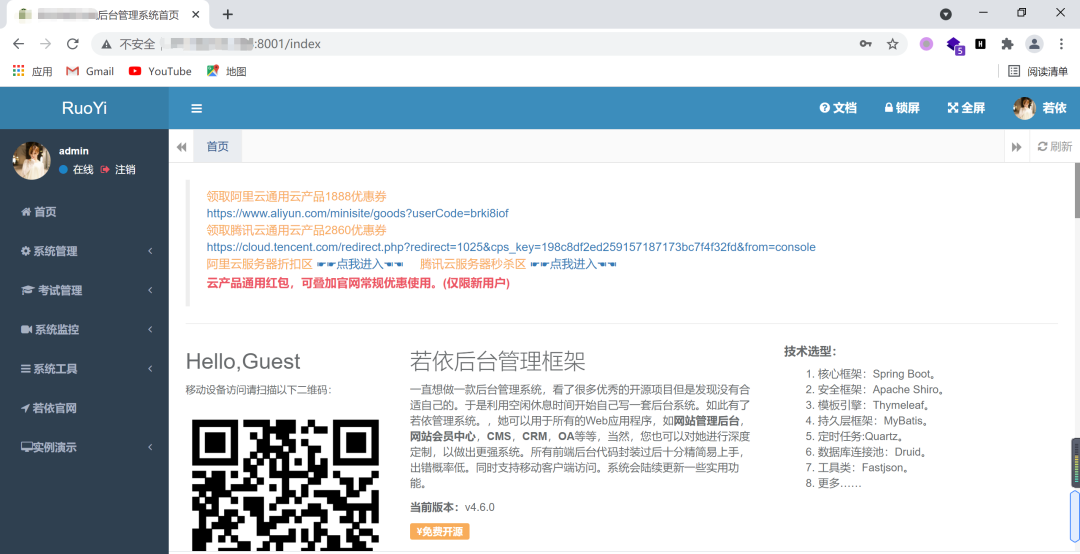 后台管理系统首页
不安全
:8001/index
应用 Gmail YouTube 地图 阅读清单
RuoYi 文档 锁屏 全屏 若依
admin
在线 注销
首页 刷新
首页
系统管理
考试管理
系统监控
系统工具
若依官网
实例演示
领取阿里云通用云产品1888优惠券
https://www.aliyun.com/minisite/goods?userCode=brki8iof
领取腾讯云通用云产品2860优惠券
https://cloud.tencent.com/redirect.php?redirect=1025&cps_key=198c8df2ed259157187173bc7f4f32fd&from=console
阿里云服务器折扣区 ☛☛点我进入☚☚ 腾讯云服务器秒杀区 ☛☛点我进入☚☚
云产品通用红包，可叠加官网常规优惠使用。(仅限新用户)
Hello,Guest
移动设备访问请扫描以下二维码：
若依后台管理框架
一直想做一款后台管理系统，看了很多优秀的开源项目但是发现没有合
适自己的。于是利用空闲休息时间开始自己写一套后台系统。如此有了
若依管理系统。，她可以用于所有的Web应用程序，如网站管理后台，
网站会员中心，CMS，CRM，OA等等，当然，您也可以对她进行深度
定制，以做出更强系统。所有前端后台代码封装过后十分精简易上手，
出错概率低。同时支持移动客户端访问。系统会陆续更新一些实用功
能。
当前版本：v4.6.0
¥免费开源
技术选型：
1. 核心框架：Spring Boot。
2. 安全框架：Apache Shiro。
3. 模板引擎：Thymeleaf。
4. 持久层框架：MyBatis。
5. 定时任务:Quartz。
6. 数据库连接池：Druid。
7. 工具类：Fastjson。
8. 更多……